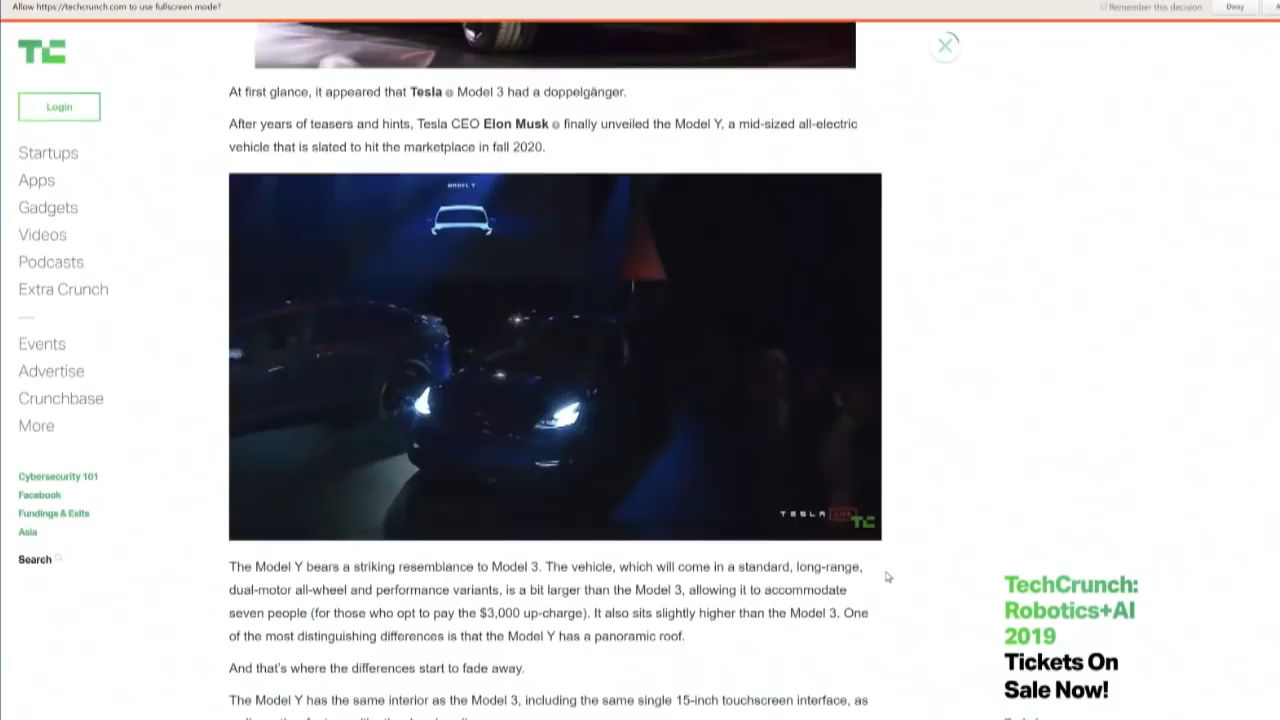 Allow https://techcrunch.com to use fullscreen mode?
Remember this decision
Deny
TC
Login
Startups
Apps
Gadgets
Videos
Podcasts
Extra Crunch
Events
Advertise
Crunchbase
More
Cybersecurity 101
Facebook
Fundings & Exits
Asia
Search
At first glance, it appeared that Tesla Model 3 had a doppelgänger.
After years of teasers and hints, Tesla CEO Elon Musk finally unveiled the Model Y, a mid-sized all-electric
vehicle that is slated to hit the marketplace in fall 2020.
MODEL Y
TESLA LIVE
TC
The Model Y bears a striking resemblance to Model 3. The vehicle, which will come in a standard, long-range,
dual-motor all-wheel and performance variants, is a bit larger than the Model 3, allowing it to accommodate
seven people (for those who opt to pay the $3,000 up-charge). It also sits slightly higher than the Model 3. One
of the most distinguishing differences is that the Model Y has a panoramic roof.
And that's where the differences start to fade away.
The Model Y has the same interior as the Model 3, including the same single 15-inch touchscreen interface, as
TechCrunch:
Robotics+AI
2019
Tickets On
Sale Now!